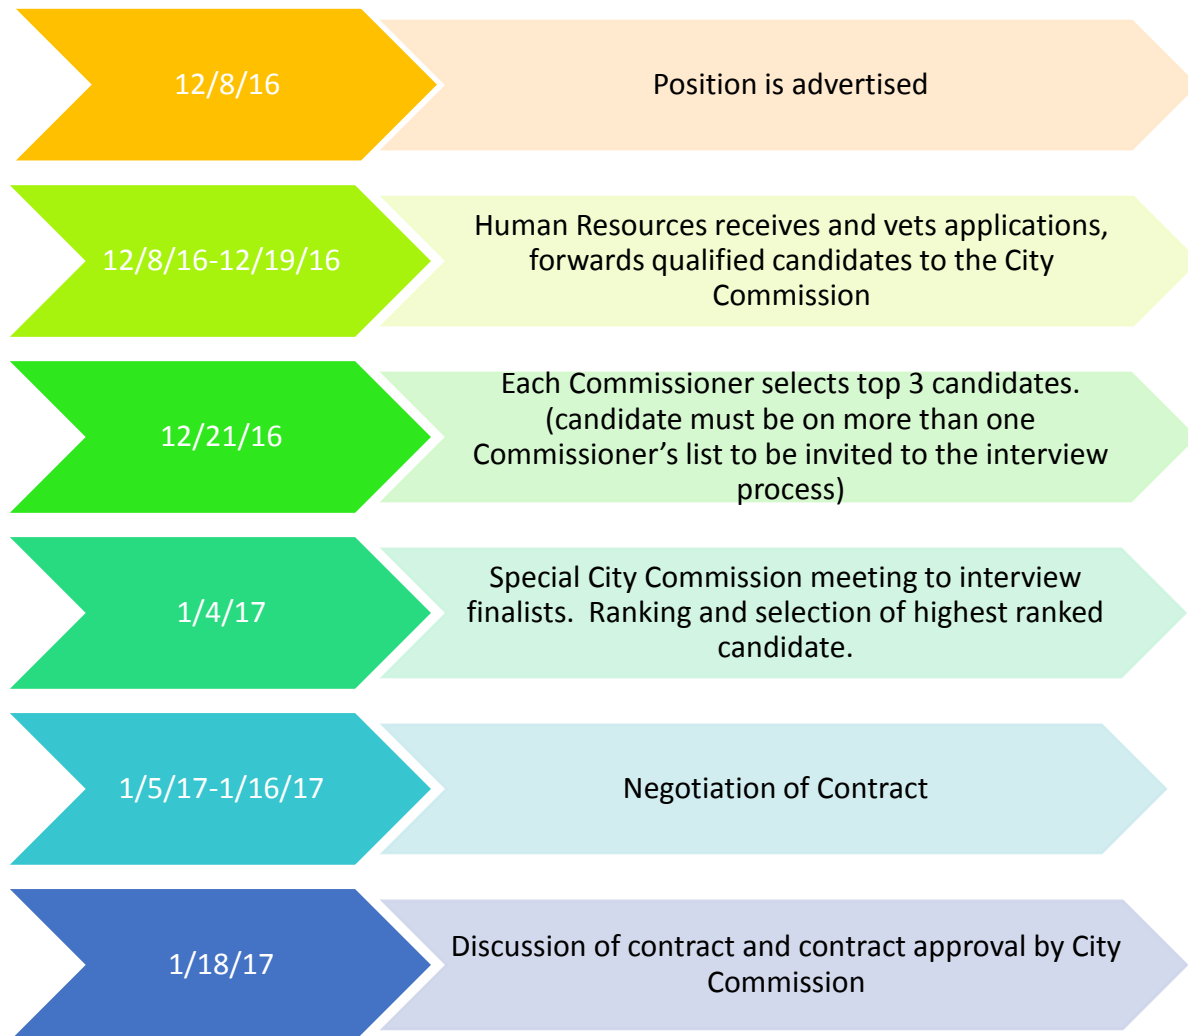 12/8/16
Position is advertised
12/8/16-12/19/16
Human Resources receives and vets applications,
forwards qualified candidates to the City
Commission
12/21/16
Each Commissioner selects top 3 candidates.
(candidate must be on more than one
Commissioner’s list to be invited to the interview
process)
1/4/17
Special City Commission meeting to interview
finalists.  Ranking and selection of highest ranked
candidate.
1/5/17-1/16/17
Negotiation of Contract
1/18/17
Discussion of contract and contract approval by City
Commission